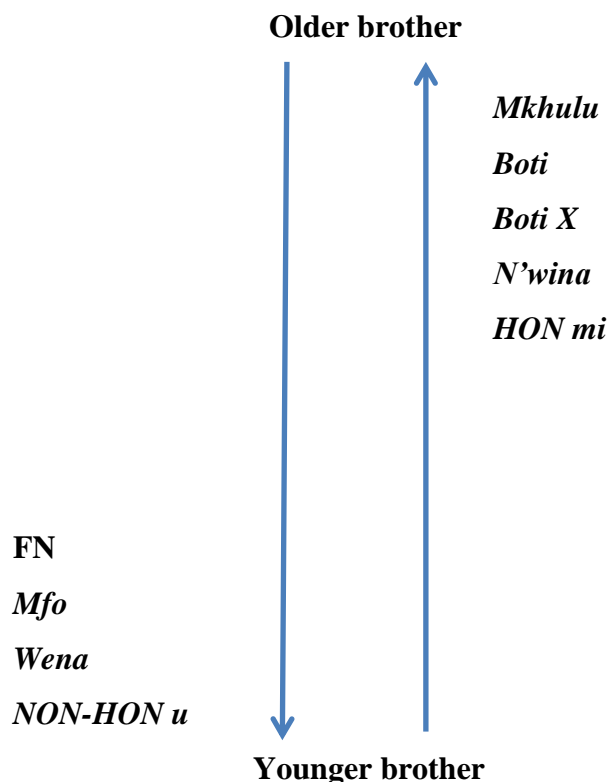 Older brother
Mkhulu
Boti
Boti X
N’wina
HON mi
FN
Mfo
Wena
NON-HON u
Younger brother